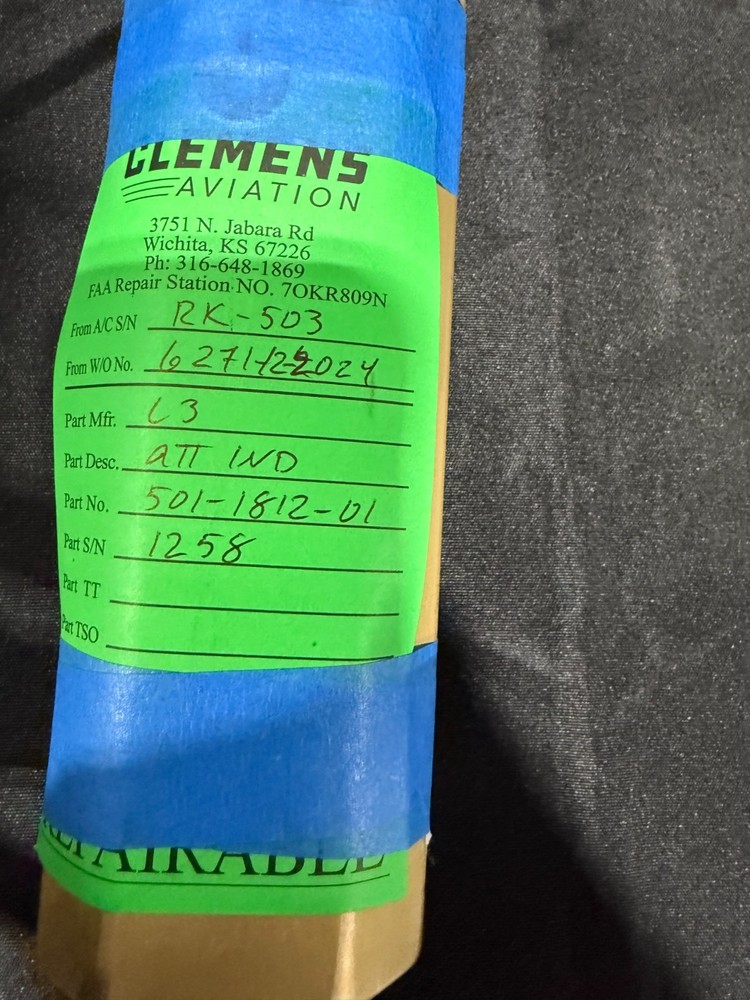 CLEMENS
AVIATION
3751 N. Jabara Rd
Wichita, KS 67226
Ph: 316-648-1869
FAA Repair Station NO. 7OKR809N
From A/C S/N RK-503
From W/O No.
Part Mfr. L3
Part Desc. att IND
Part No. 501-1812-01
Part S/N 1258
Part TT
Part TSO
REPAIRABLE